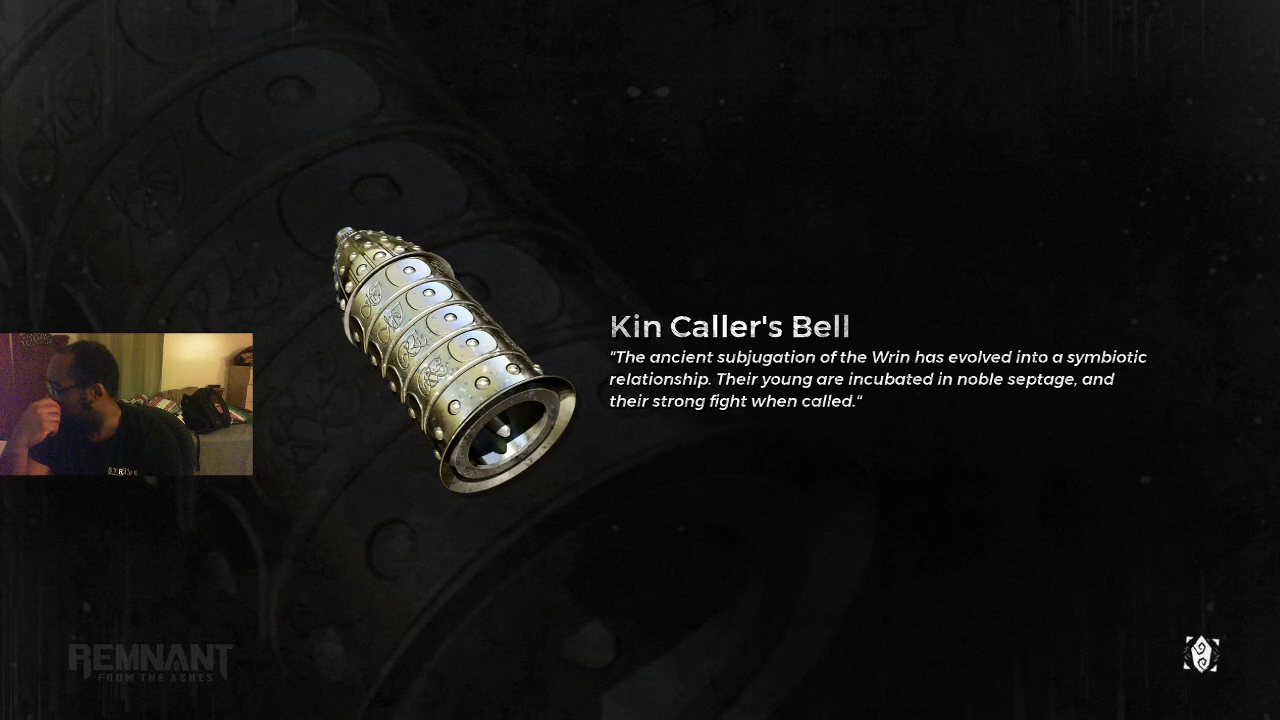 Kin Caller's Bell
"The ancient subjugation of the Wrin has evolved into a symbiotic
relationship. Their young are incubated in noble septage, and
their strong fight when called."
STRIVE
REMNANT
FROM THE ASHES